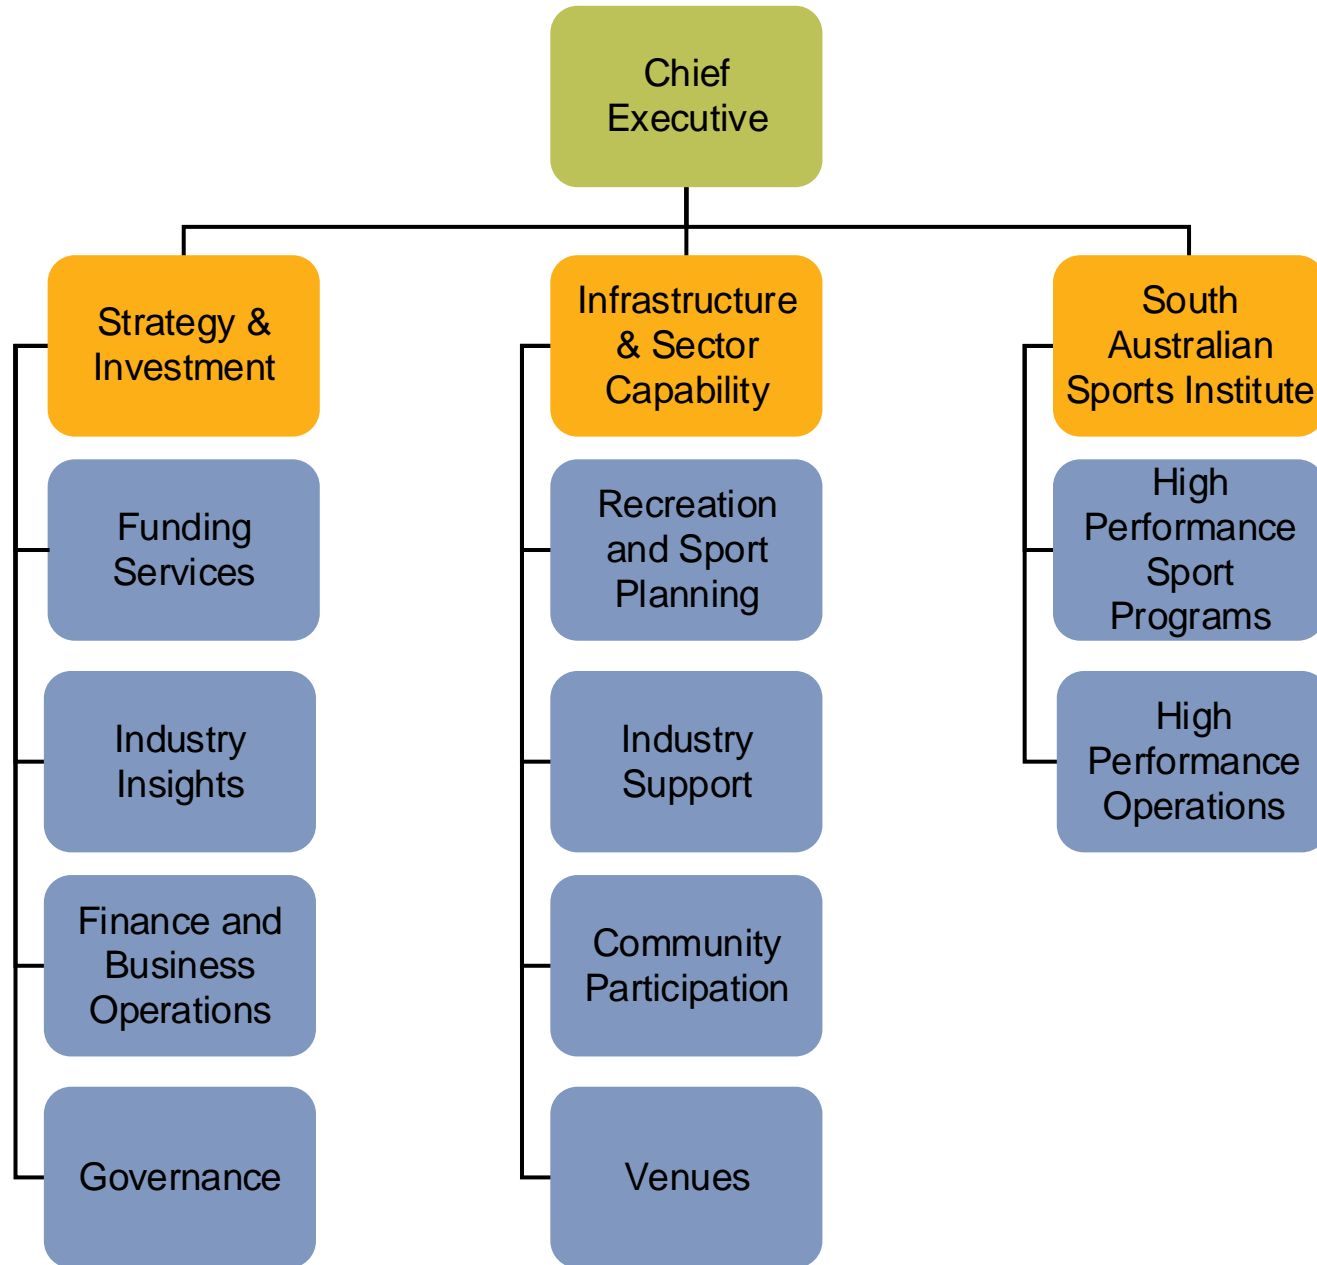 Chief
Executive
Strategy &
Investment
Infrastructure
& Sector
Capability
South
Australian
Sports Institute
Funding
Services
Recreation
and Sport
Planning
High
Performance
Sport
Programs
Industry
Insights
Industry
Support
High
Performance
Operations
Finance and
Business
Operations
Community
Participation
Governance
Venues